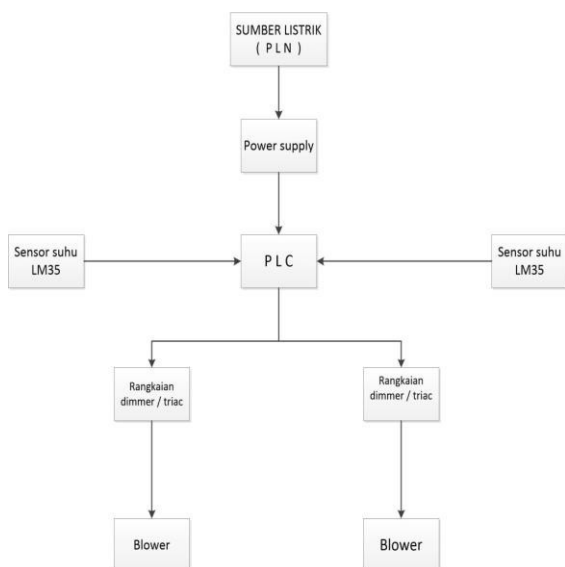 SUMBER LISTRIK
( P L N )
Power supply
Sensor suhu
LM35
P L C
Sensor suhu
LM35
Rangkaian
dimmer / triac
Rangkaian
dimmer / triac
Blower
Blower